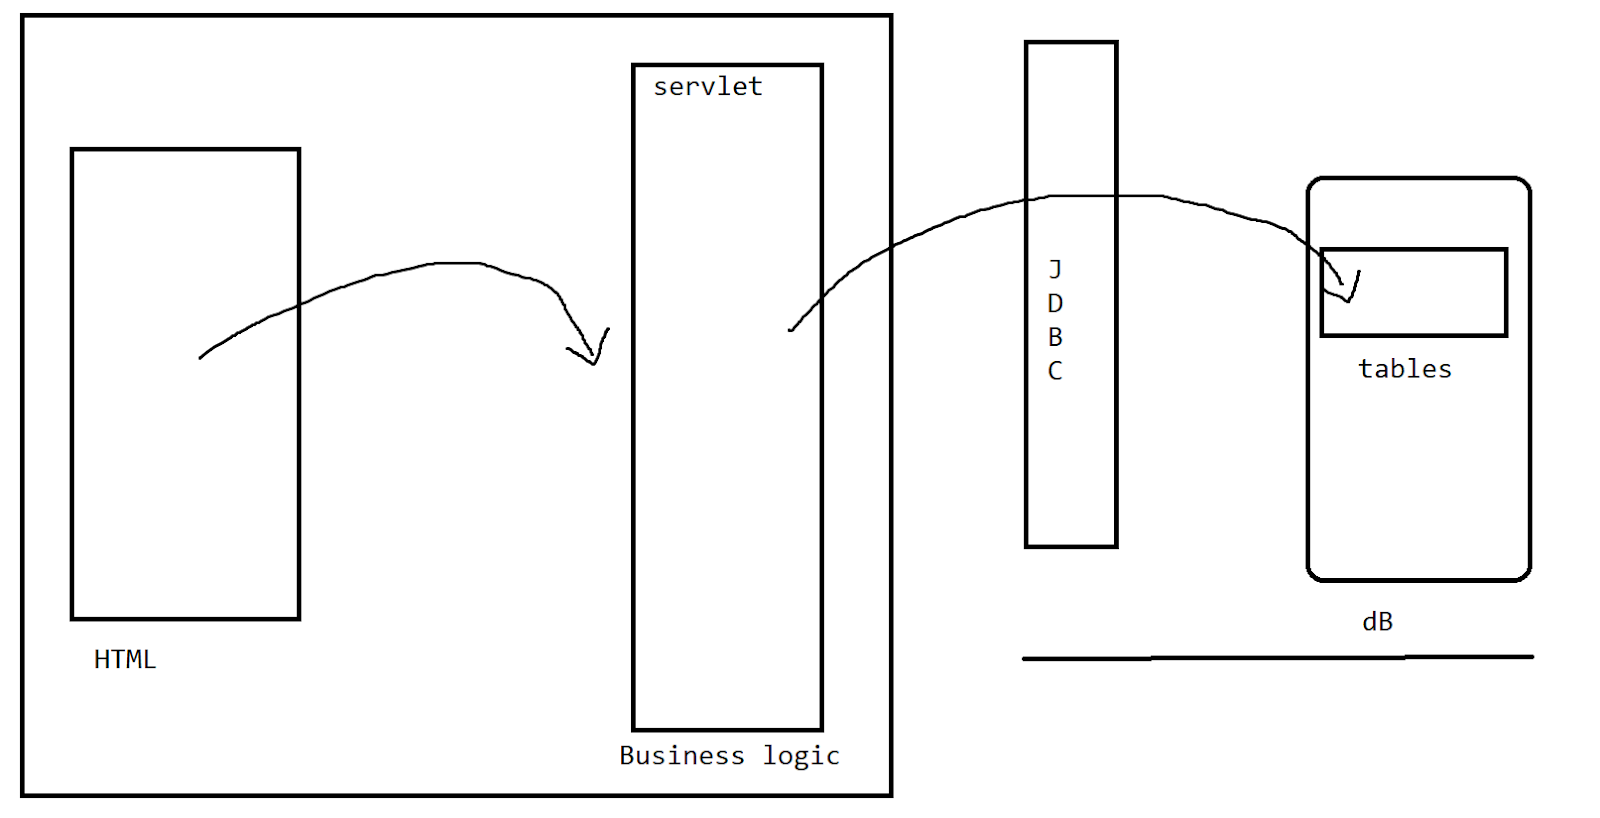 servlet
J
D
B
C
tables
dB
HTML
Business logic